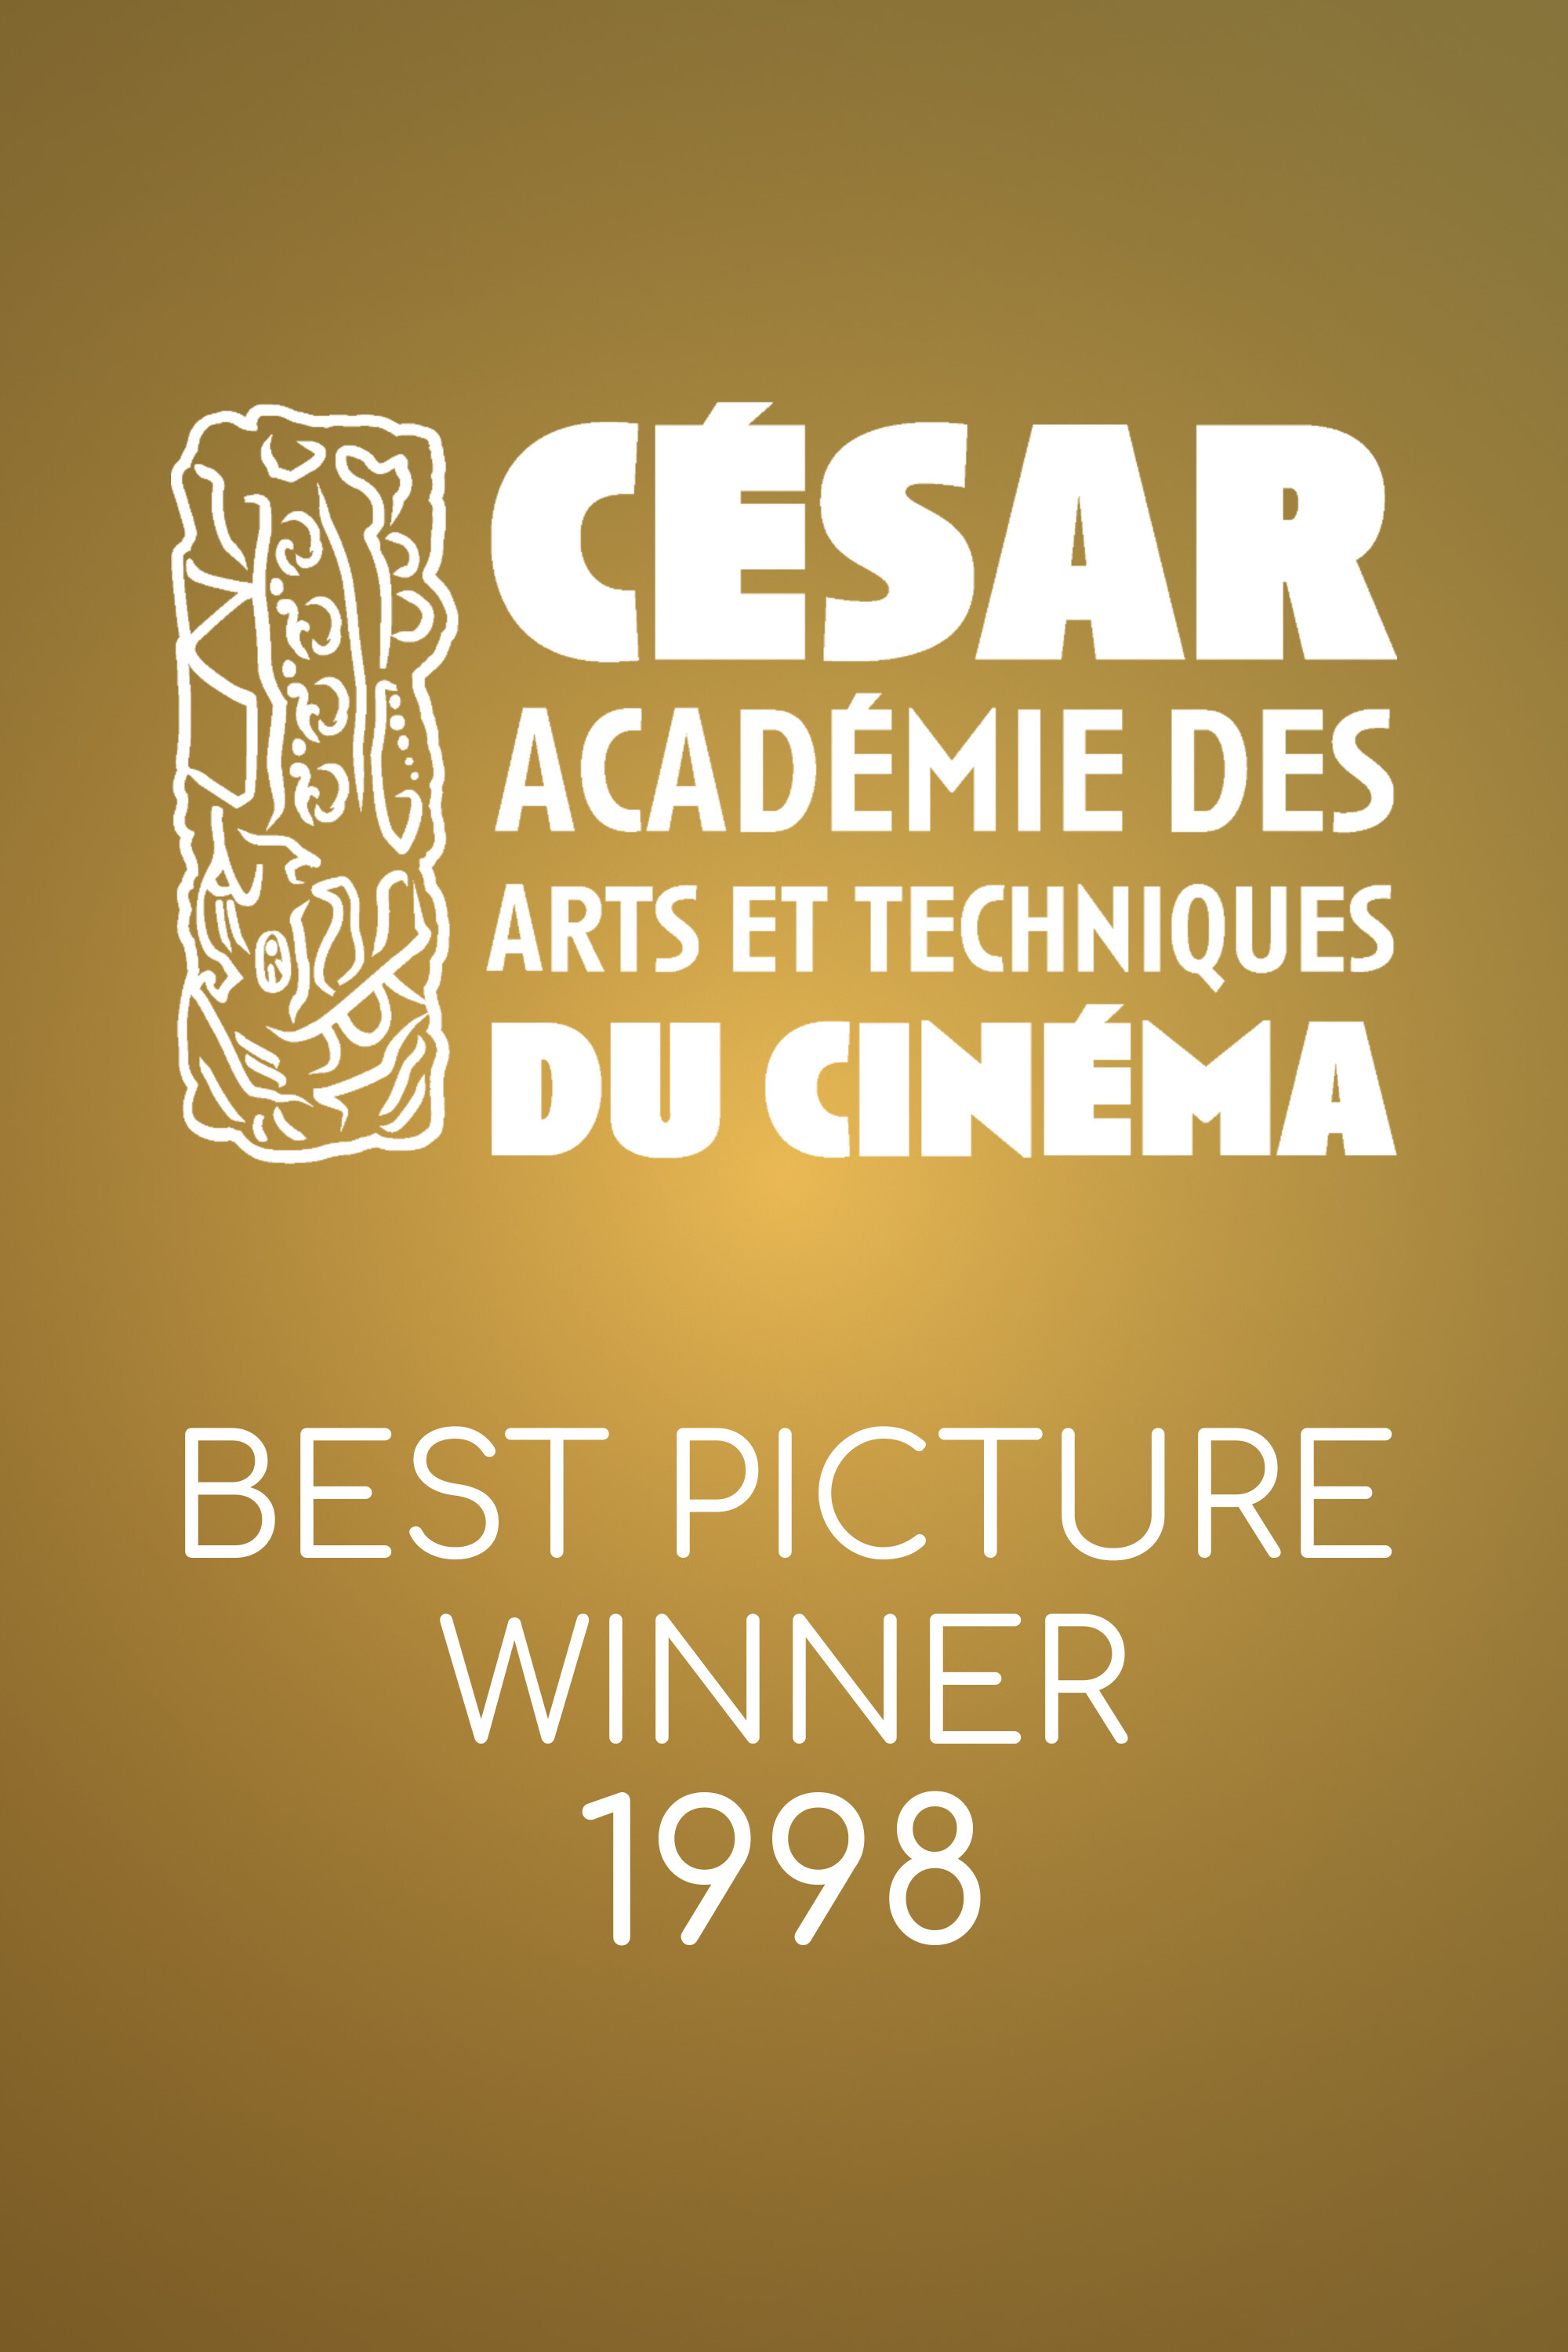 CÉSAR
ACADÉMIE DES
ARTS ET TECHNIQUES
DU CINÉMA
BEST PICTURE
WINNER
1998